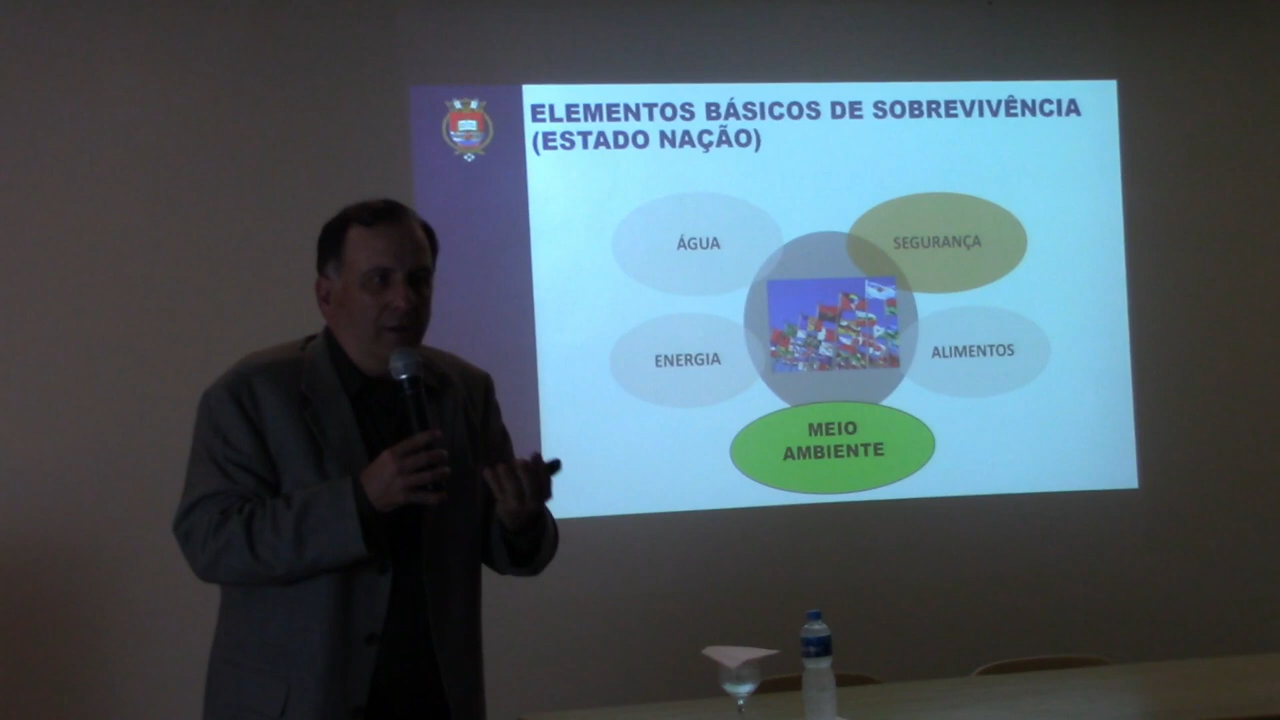 ELEMENTOS BÁSICOS DE SOBREVIVÊNCIA
(ESTADO NAÇÃO)
ÁGUA
SEGURANÇA
ENERGIA
ALIMENTOS
MEIO
AMBIENTE